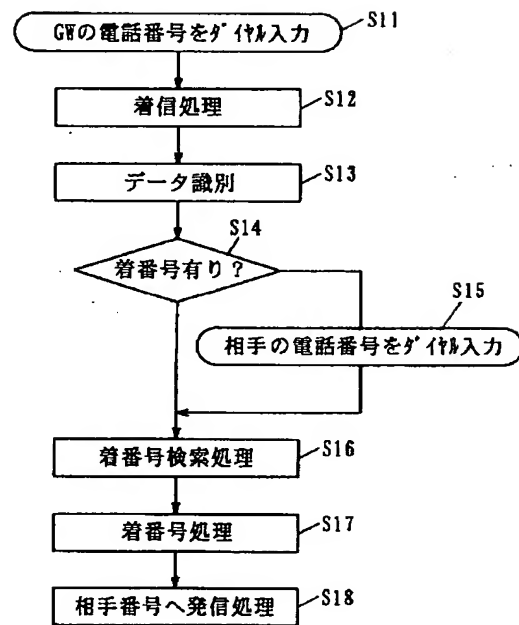 GWの電話番号をダイヤル入力
S11
着信処理
S12
データ識別
S13
S14
着番号有り？
S15
相手の電話番号をダイヤル入力
着番号検索処理
S16
着番号処理
S17
相手番号へ発信処理
S18